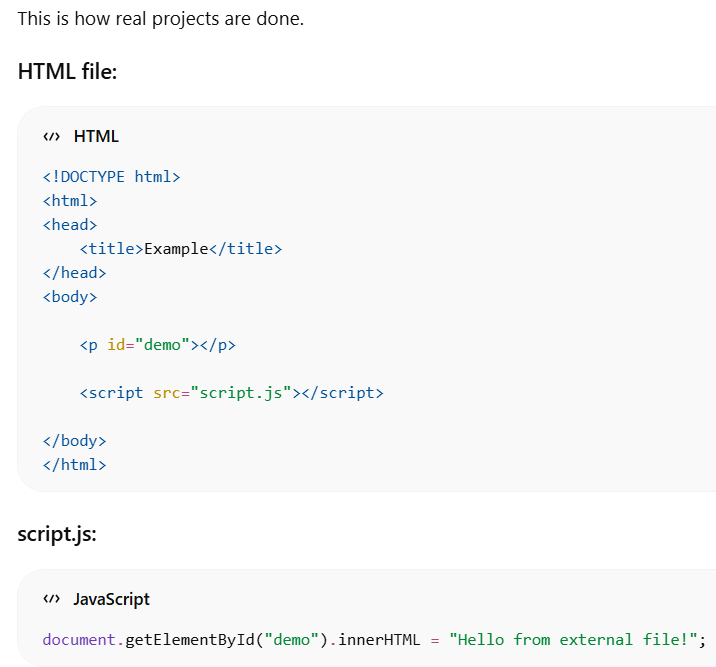 This is how real projects are done.
HTML file:
</> HTML
<!DOCTYPE html>
<html>
<head>
    <title>Example</title>
</head>
<body>
    <p id="demo"></p>
    <script src="script.js"></script>
</body>
</html>
script.js:
</> JavaScript
document.getElementById("demo").innerHTML = "Hello from external file!";